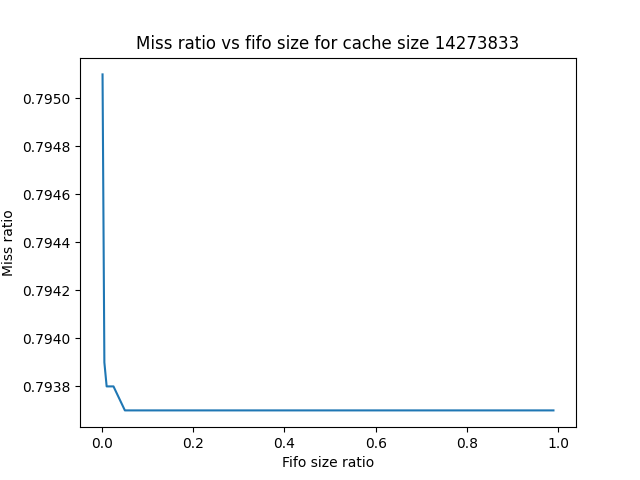 Miss ratio vs fifo size for cache size 14273833
0.7950
0.7948
0.7946
0.7944
0.7942
0.7940
0.7938
Miss ratio
0.0 0.2 0.4 0.6 0.8 1.0
Fifo size ratio